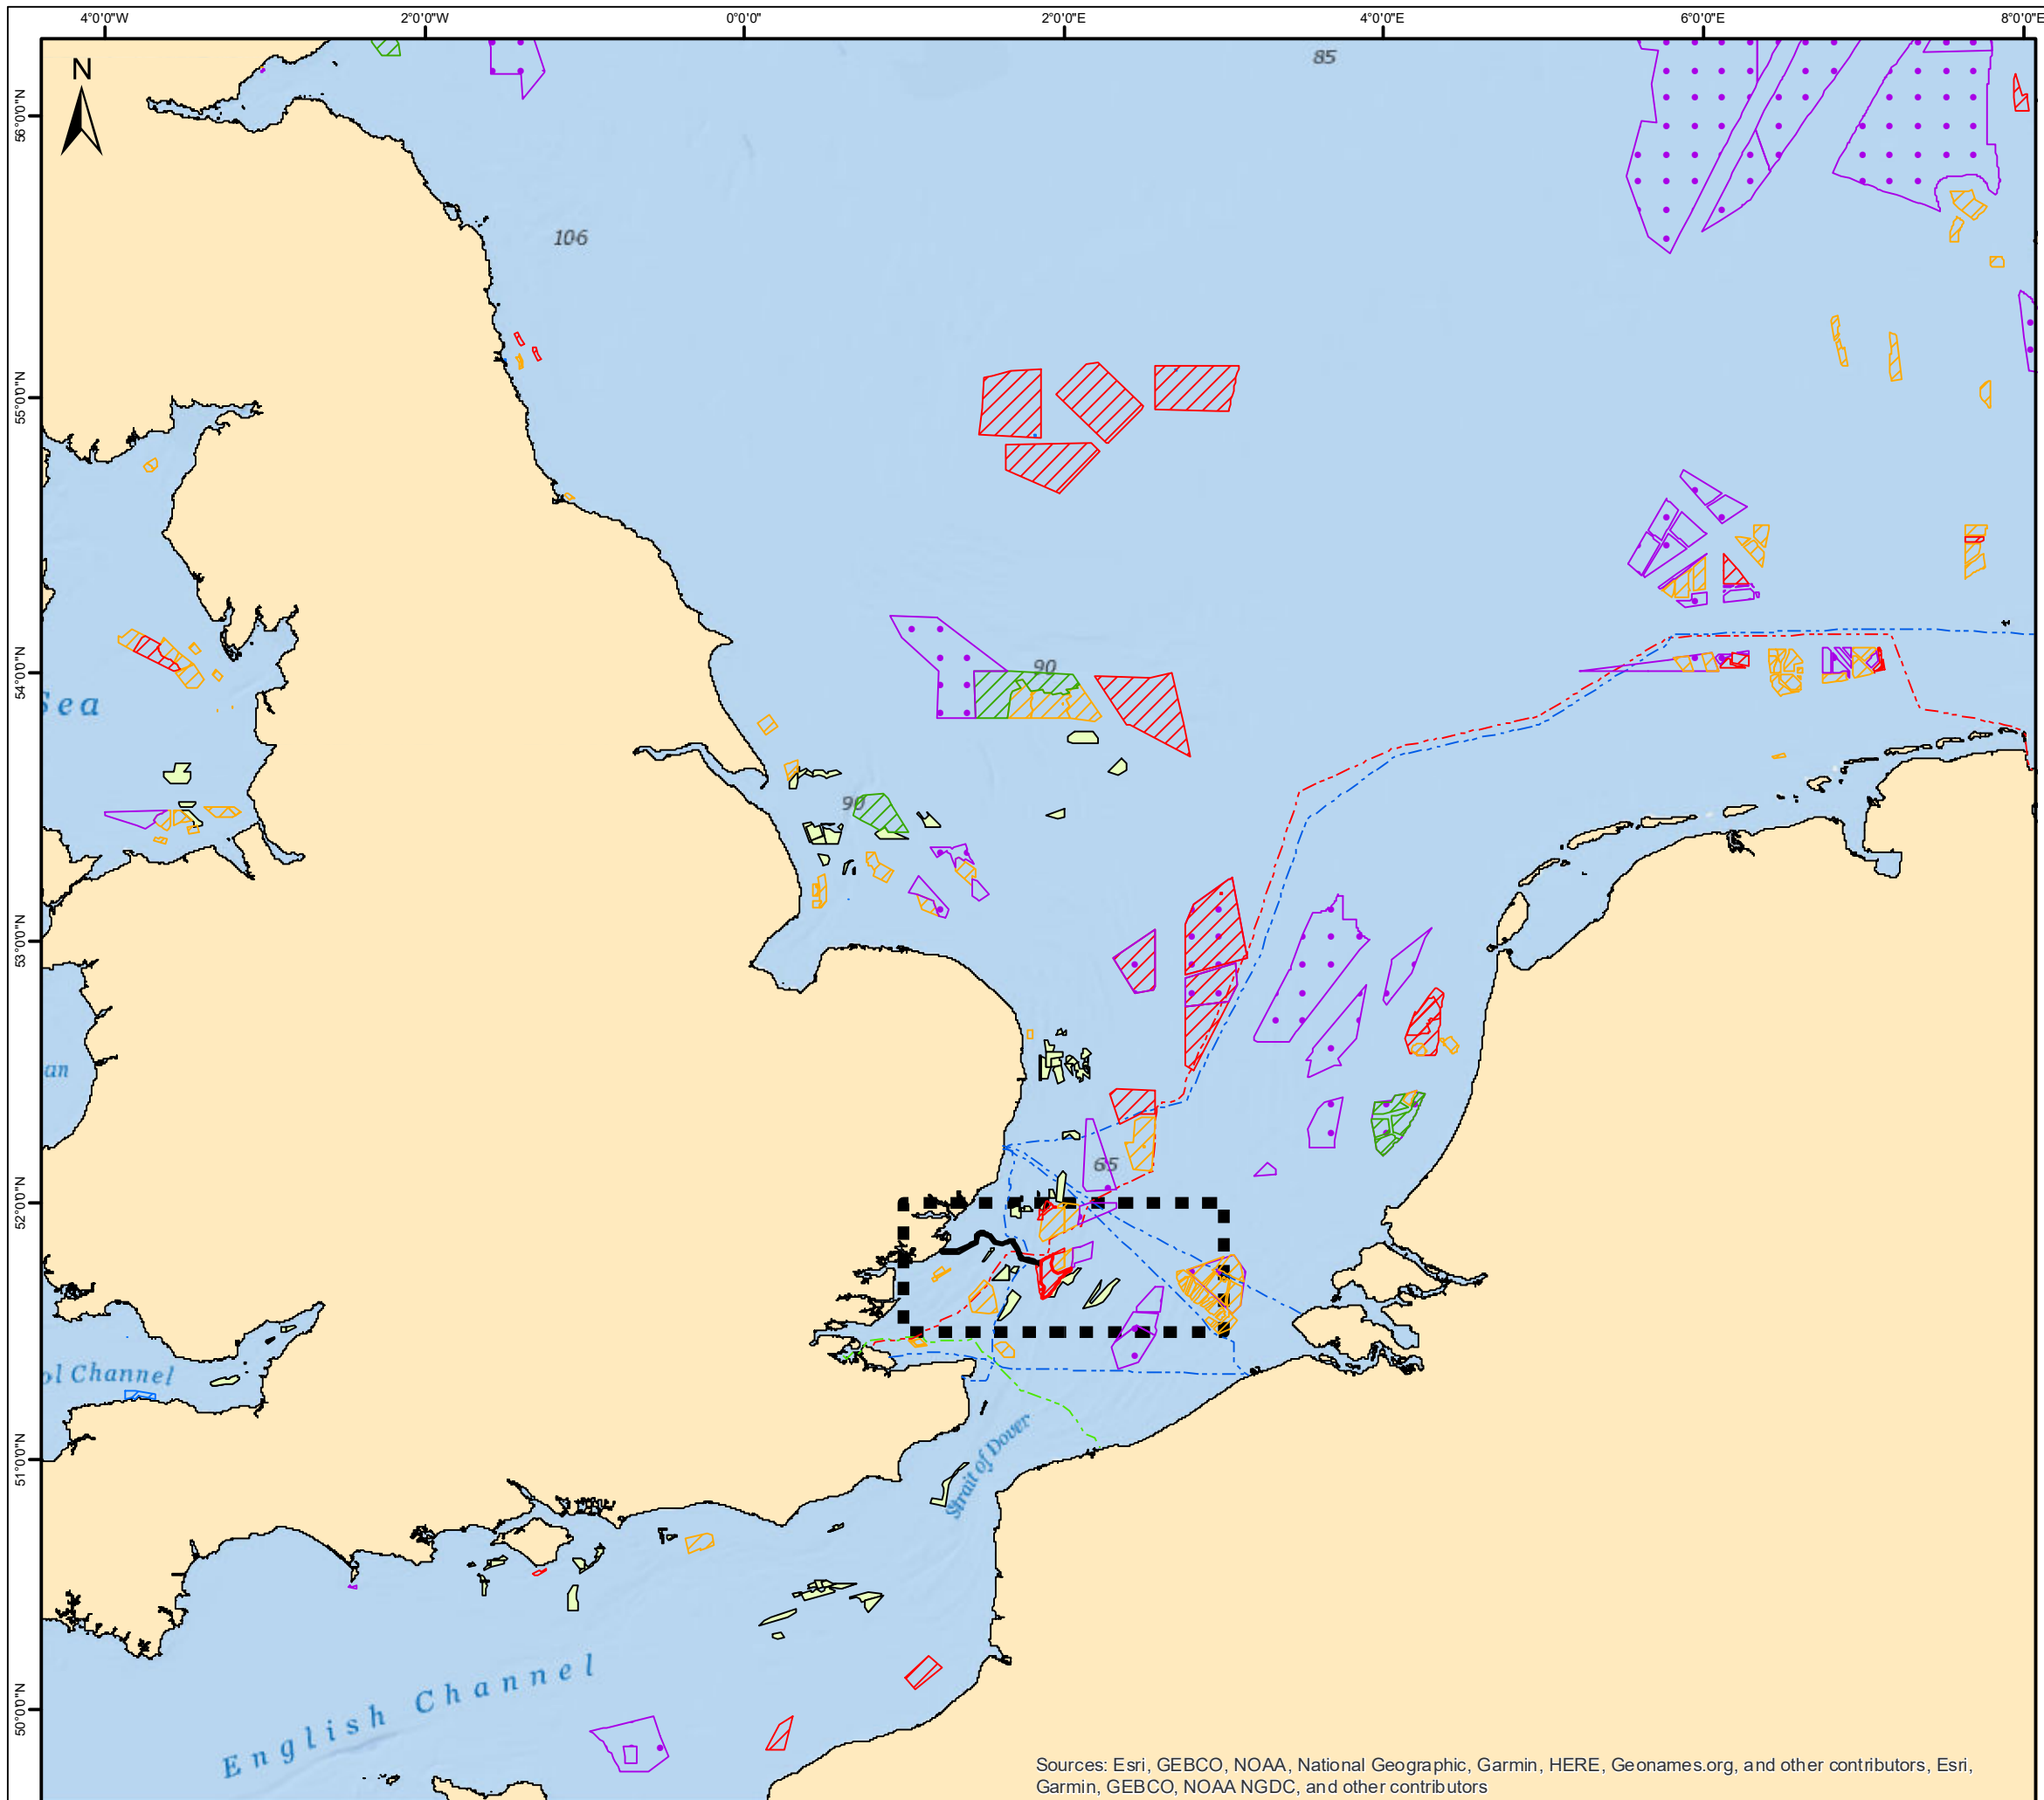 4°0'0"W 2°0'0"W 0°0'0" 2°0'0"E 4°0'0"E 6°0'0"E 8°0'0"E
N
85
56°0'0"N
106
55°0'0"N
54°0'0"N
90
Sea
90
53°0'0"N
an
65
52°0'0"N
ol Channel
51°0'0"N
Strait of Dover
50°0'0"N
English Channel
Sources: Esri, GEBCO, NOAA, National Geographic, Garmin, HERE, Geonames.org, and other contributors, Esri,
Garmin, GEBCO, NOAA NGDC, and other contributors